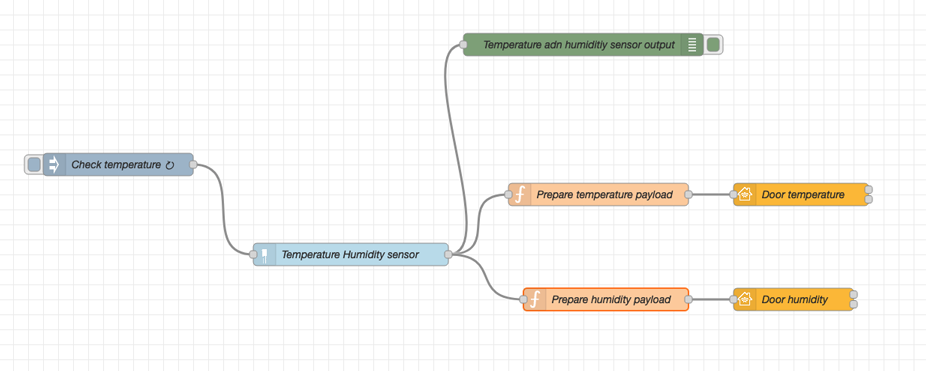 Temperature adn humiditiy sensor output
Check temperature ↻
Prepare temperature payload
Door temperature
Temperature Humidity sensor
Prepare humidity payload
Door humidity